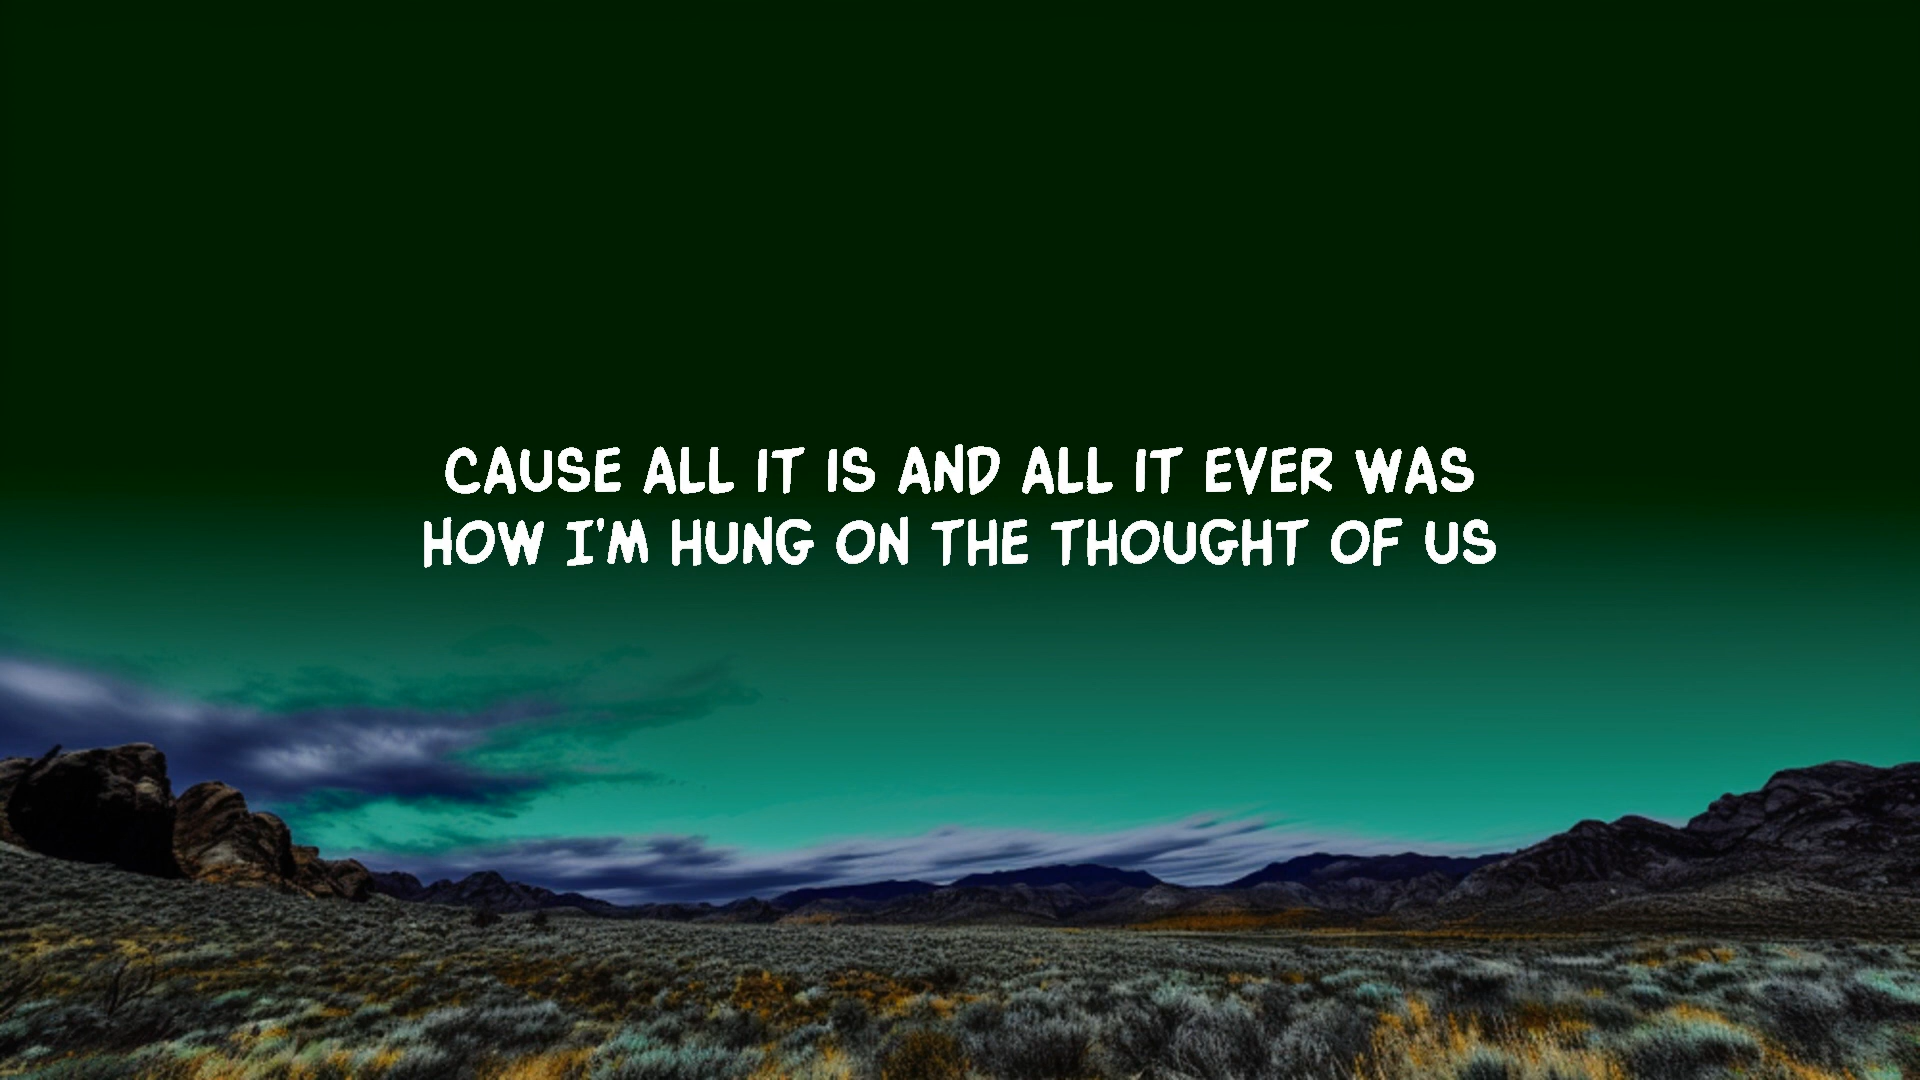 CAUSE ALL IT IS AND ALL IT EVER WAS
HOW I'M HUNG ON THE THOUGHT OF US